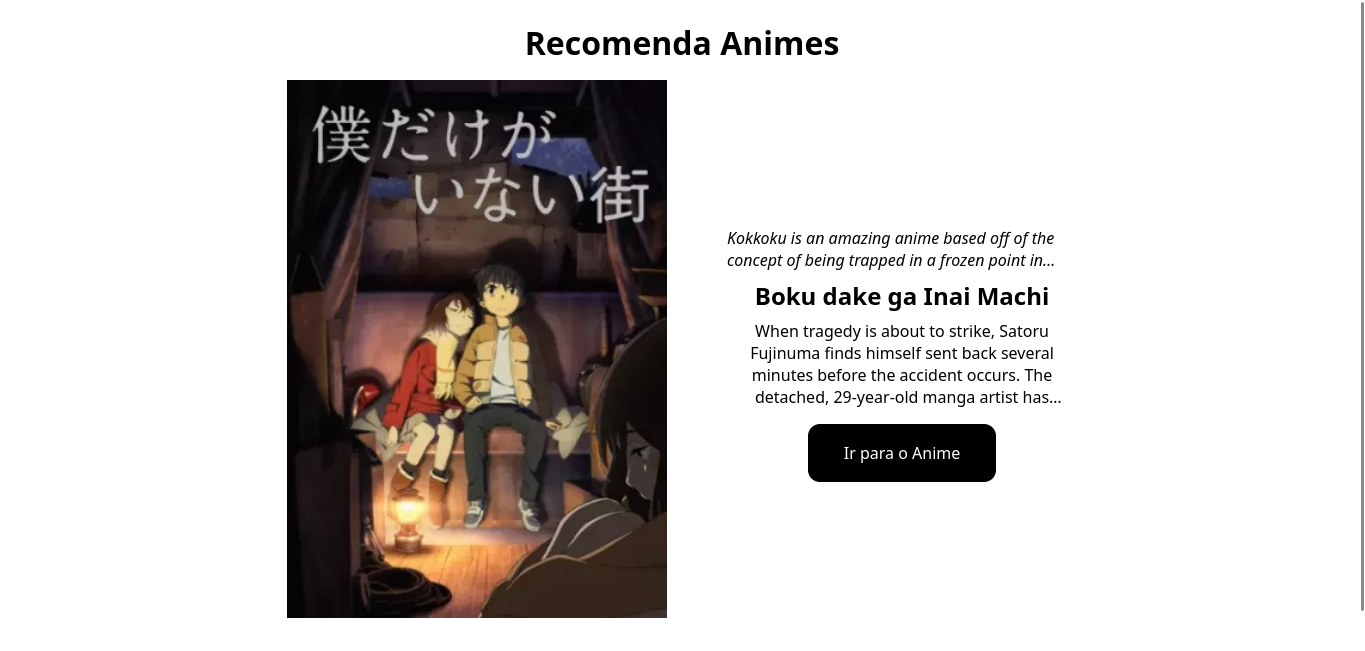 Recomenda Animes
僕だけが
いない街
Kokkoku is an amazing anime based off of the
concept of being trapped in a frozen point in...
Boku dake ga Inai Machi
When tragedy is about to strike, Satoru
Fujinuma finds himself sent back several
minutes before the accident occurs. The
detached, 29-year-old manga artist has...
Ir para o Anime